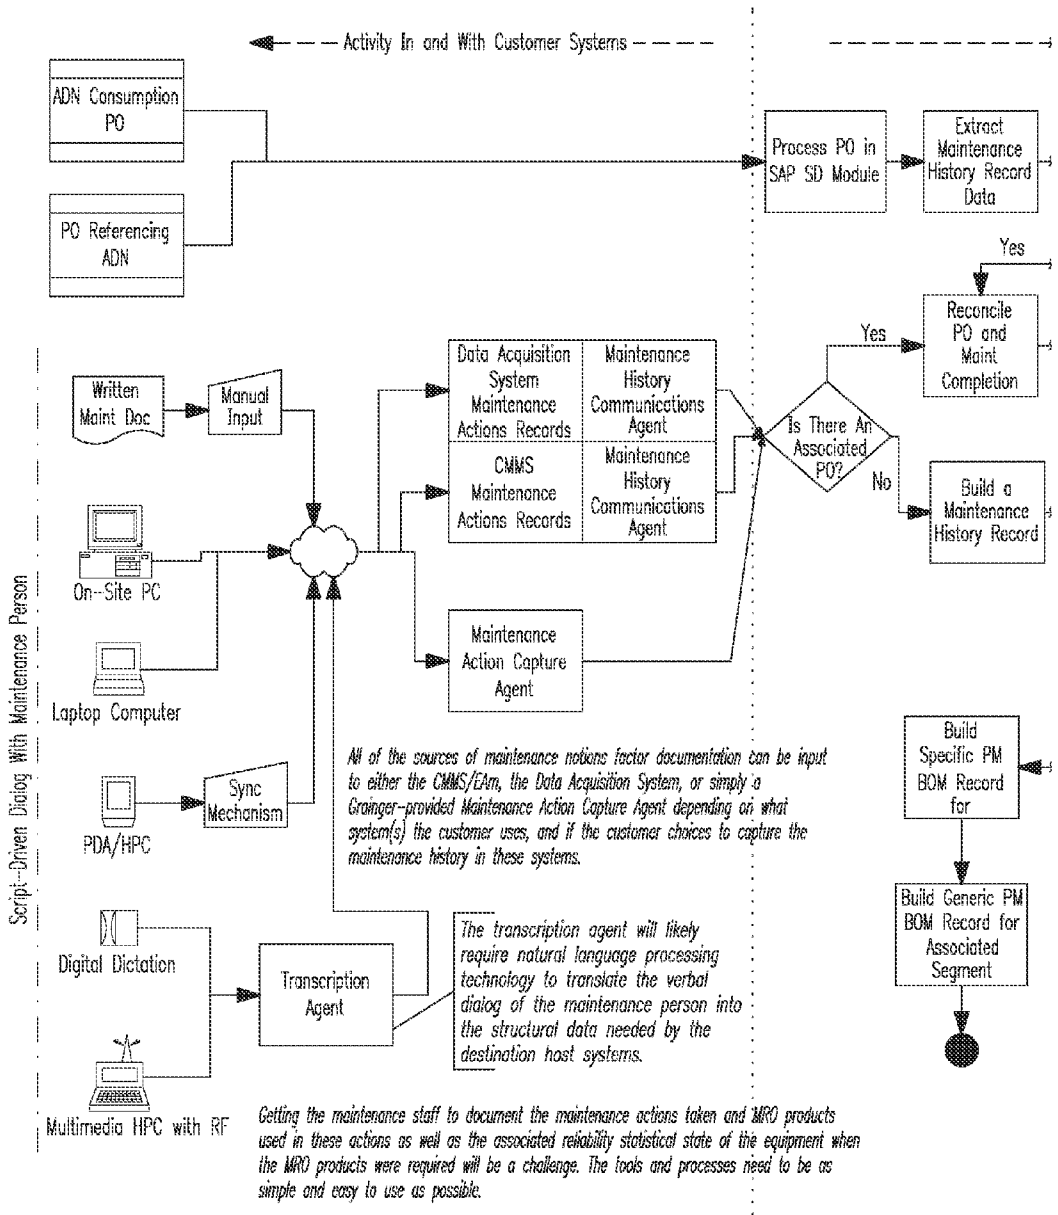 Activity In and With Customer Systems
ADN Consumption
PO
Process PO in
SAP SD Module
Extract
Maintenance
History Record
Data
PO Referencing
ADN
Yes
Reconcile
PO and
Maint
Completion
Yes
Written
Maint Doc
Manual
Input
Data Acquisition
System
Maintenance
Actions Records
Maintenance
History
Communications
Agent
CMMS
Maintenance
Actions Records
Maintenance
History
Communications
Agent
Is There An
Associated
PO?
No
Build a
Maintenance
History Record
On-Site PC
Maintenance
Action Capture
Agent
Laptop Computer
Script-Driven Dialog With Maintenance Person
Build
Specific PM
BOM Record
for
All of the sources of maintenance notions factor documentation can be input
to either the CMMS/EAm, the Data Acquisition System, or simply a
Grainger-provided Maintenance Action Capture Agent depending on what
system(s) the customer uses, and if the customer choices to capture the
maintenance history in these systems.
Sync
Mechanism
PDA/HPC
Build Generic PM
BOM Record for
Associated
Segment
Digital Dictation
Transcription
Agent
The transcription agent will likely
require natural language processing
technology to translate the verbal
dialog of the maintenance person into
the structural data needed by the
destination host systems.
Multimedia HPC with RF
Getting the maintenance staff to document the maintenance actions taken and MRO products
used in these actions as well as the associated reliability statistical state of the equipment when
the MRO products were required will be a challenge. The tools and processes need to be as
simple and easy to use as possible.